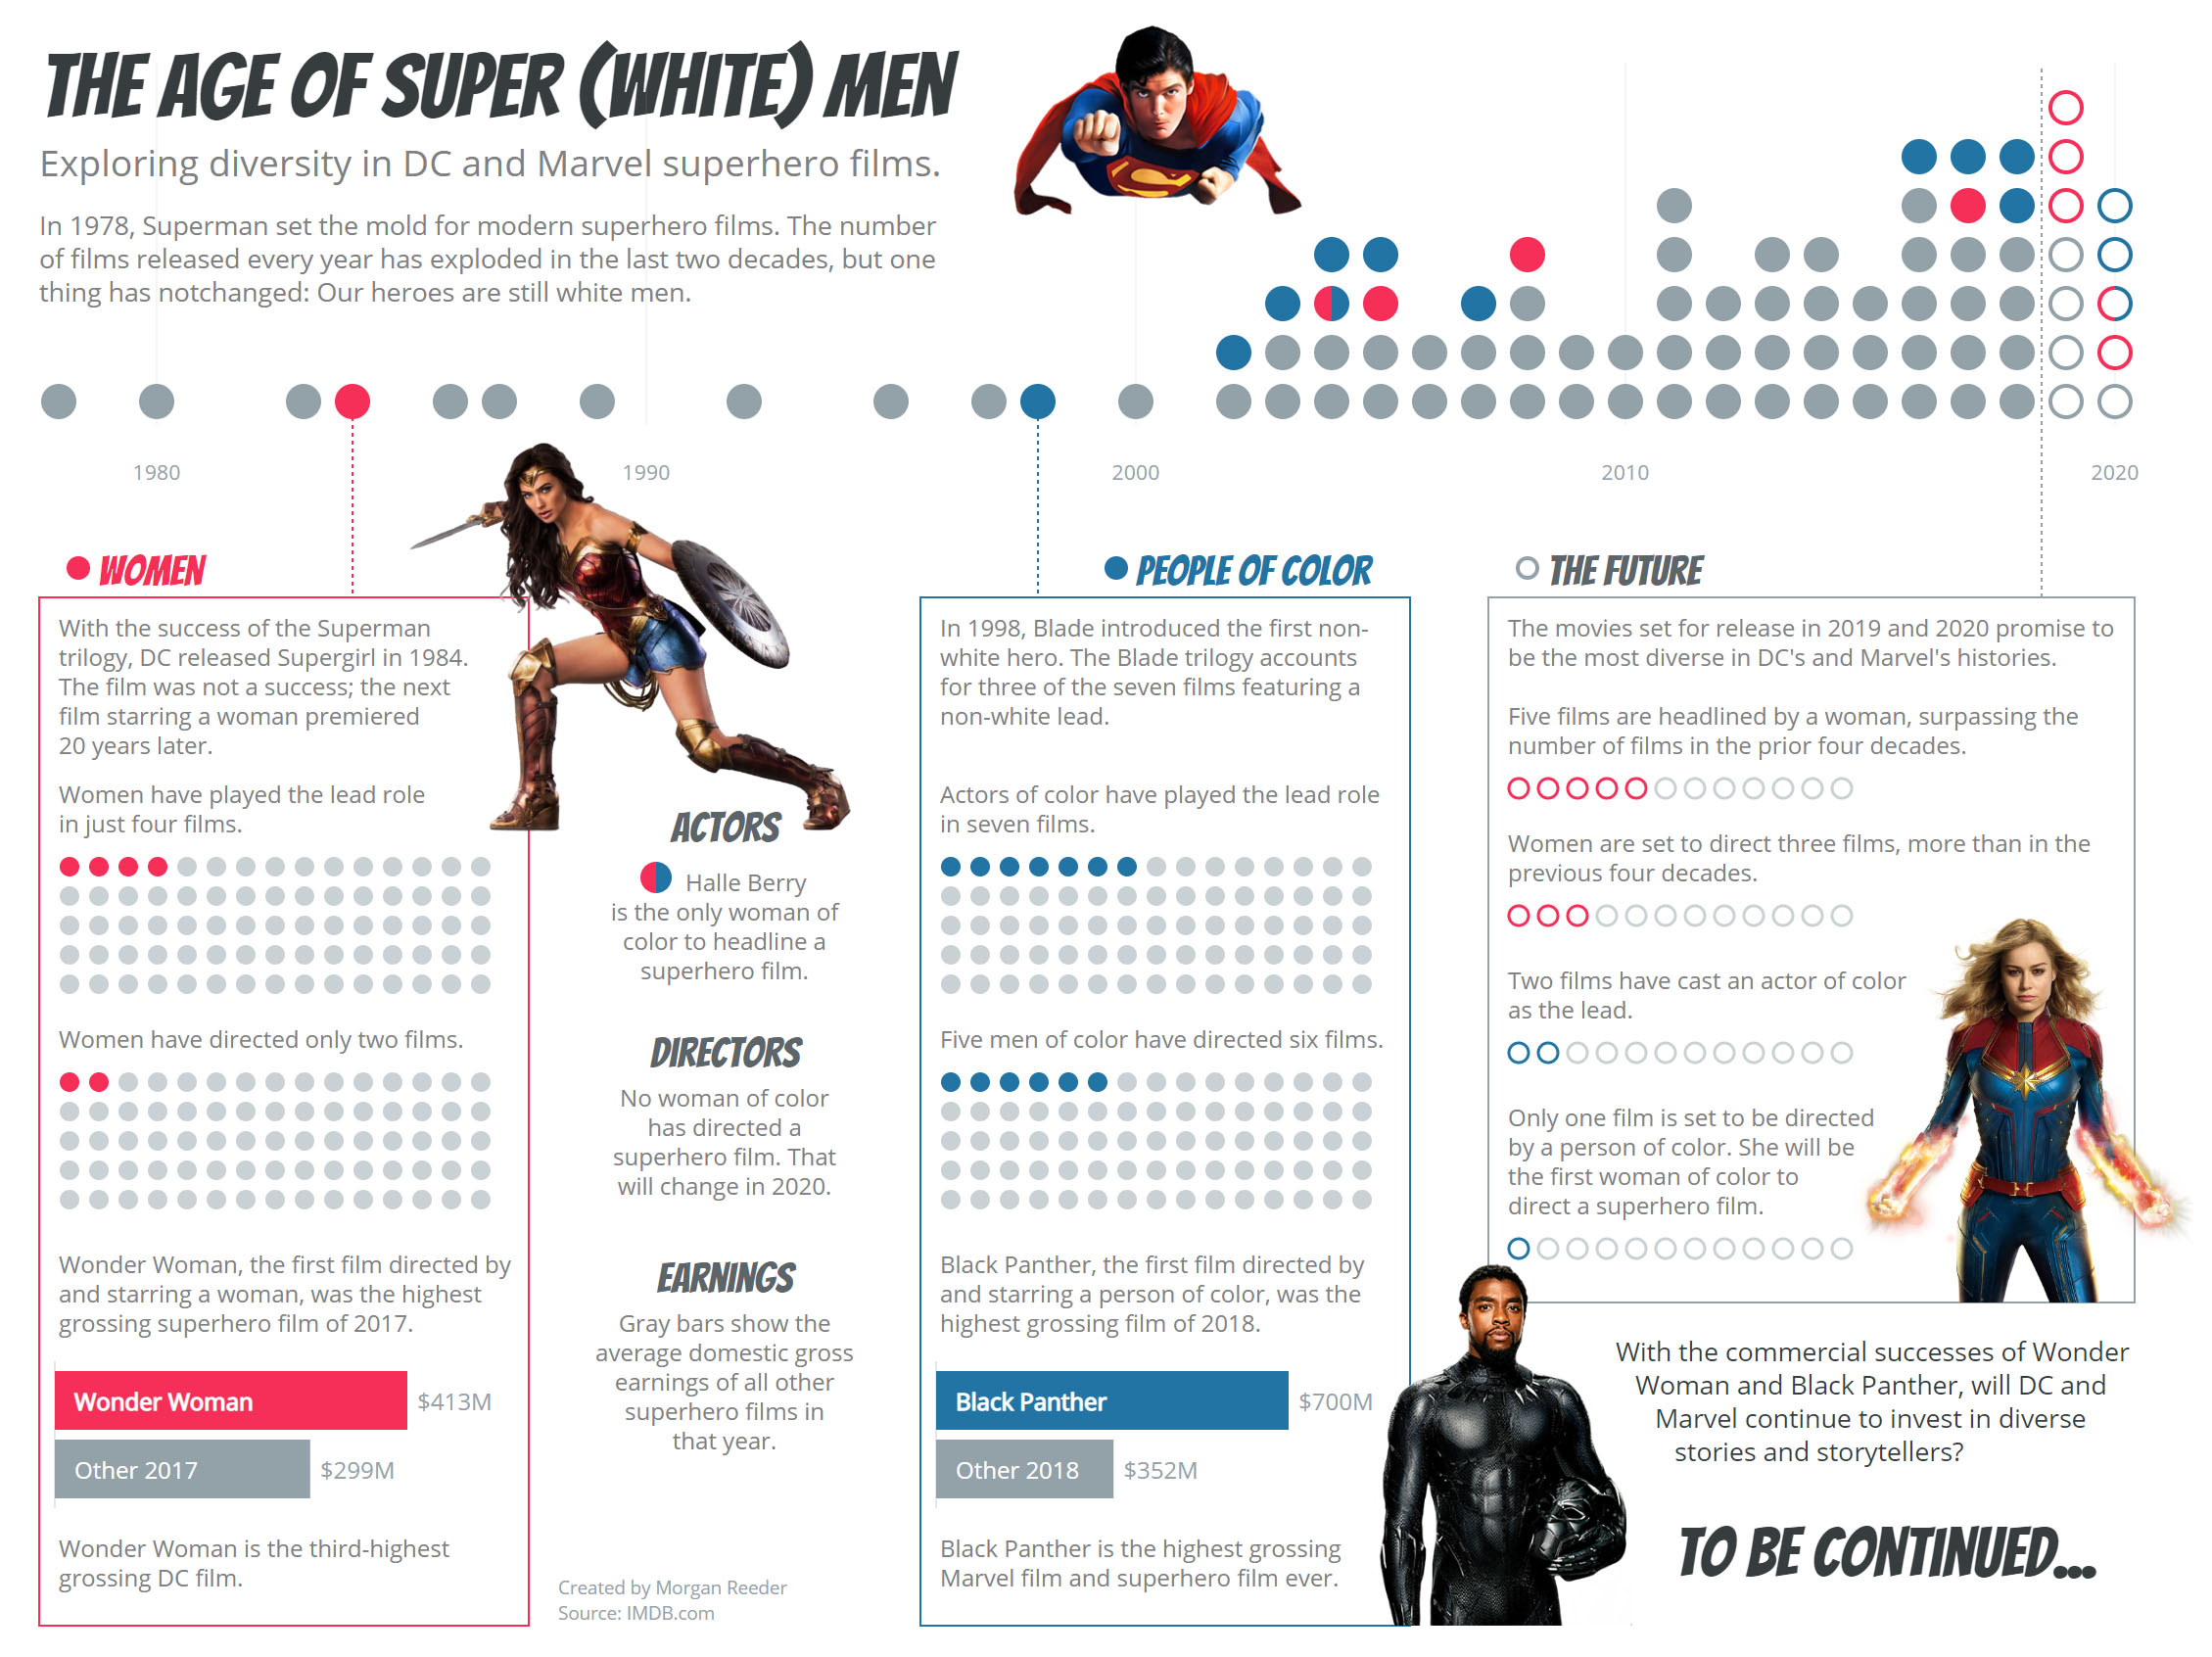 THE AGE OF SUPER (WHITE) MEN
Exploring diversity in DC and Marvel superhero films.
In 1978, Superman set the mold for modern superhero films. The number
of films released every year has exploded in the last two decades, but one
thing has notchanged: Our heroes are still white men.
1980
1990
2000
2010
2020
WOMEN
With the success of the Superman
trilogy, DC released Supergirl in 1984.
The film was not a success; the next
film starring a woman premiered
20 years later.
Women have played the lead role
in just four films.
Women have directed only two films.
Wonder Woman, the first film directed by
and starring a woman, was the highest
grossing superhero film of 2017.
Wonder Woman
$413M
Other 2017
$299M
Wonder Woman is the third-highest
grossing DC film.
ACTORS
Halle Berry
is the only woman of
color to headline a
superhero film.
DIRECTORS
No woman of color
has directed a
superhero film. That
will change in 2020.
EARNINGS
Gray bars show the
average domestic gross
earnings of all other
superhero films in
that year.
Created by Morgan Reeder
Source: IMDB.com
PEOPLE OF COLOR
In 1998, Blade introduced the first non-
white hero. The Blade trilogy accounts
for three of the seven films featuring a
non-white lead.
Actors of color have played the lead role
in seven films.
Five men of color have directed six films.
Black Panther, the first film directed by
and starring a person of color, was the
highest grossing film of 2018.
Black Panther
$700M
Other 2018
$352M
Black Panther is the highest grossing
Marvel film and superhero film ever.
THE FUTURE
The movies set for release in 2019 and 2020 promise to
be the most diverse in DC's and Marvel's histories.
Five films are headlined by a woman, surpassing the
number of films in the prior four decades.
Women are set to direct three films, more than in the
previous four decades.
Two films have cast an actor of color
as the lead.
Only one film is set to be directed
by a person of color. She will be
the first woman of color to
direct a superhero film.
With the commercial successes of Wonder
Woman and Black Panther, will DC and
Marvel continue to invest in diverse
stories and storytellers?
TO BE CONTINUED...